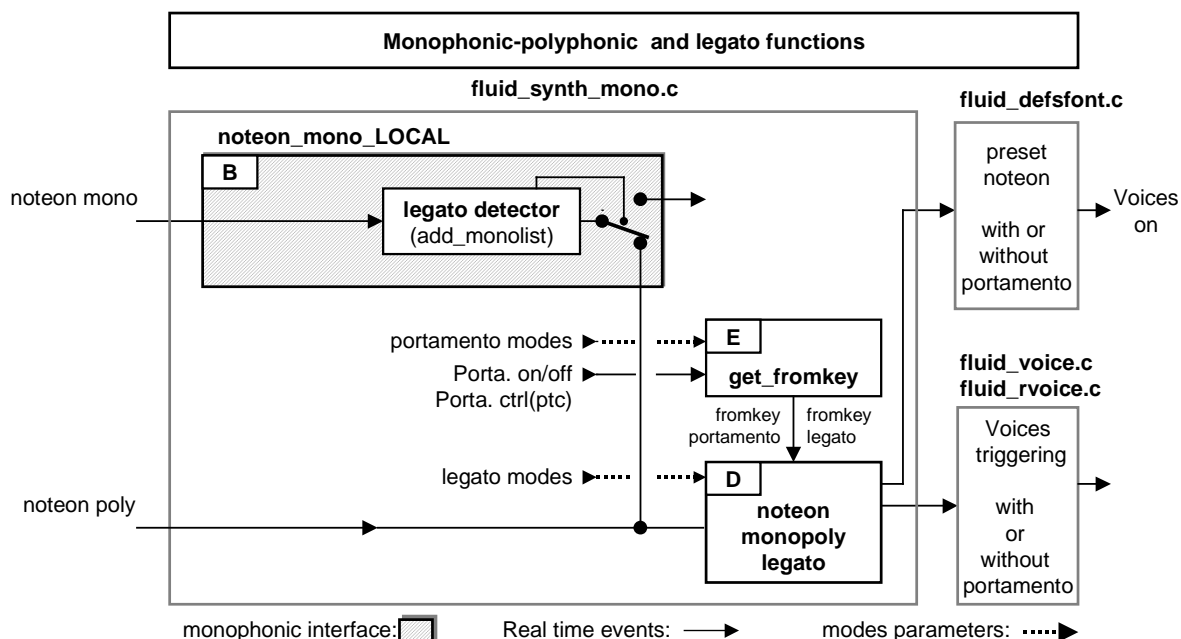 Monophonic-polyphonic and legato functions
fluid_synth_mono.c
fluid_defsfont.c
noteon_mono_LOCAL
B
noteon mono
legato detector
(add_monolist)
preset
noteon
with or
without
portamento
Voices
on
portamento modes
E
Porta. on/off
get_fromkey
Porta. ctrl(ptc)
fluid_voice.c
fluid_rvoice.c
fromkey
portamento
fromkey
legato
legato modes
D
noteon
monopoly
legato
noteon poly
Voices
triggering
with
or
without
portamento
monophonic interface:
Real time events:
modes parameters: